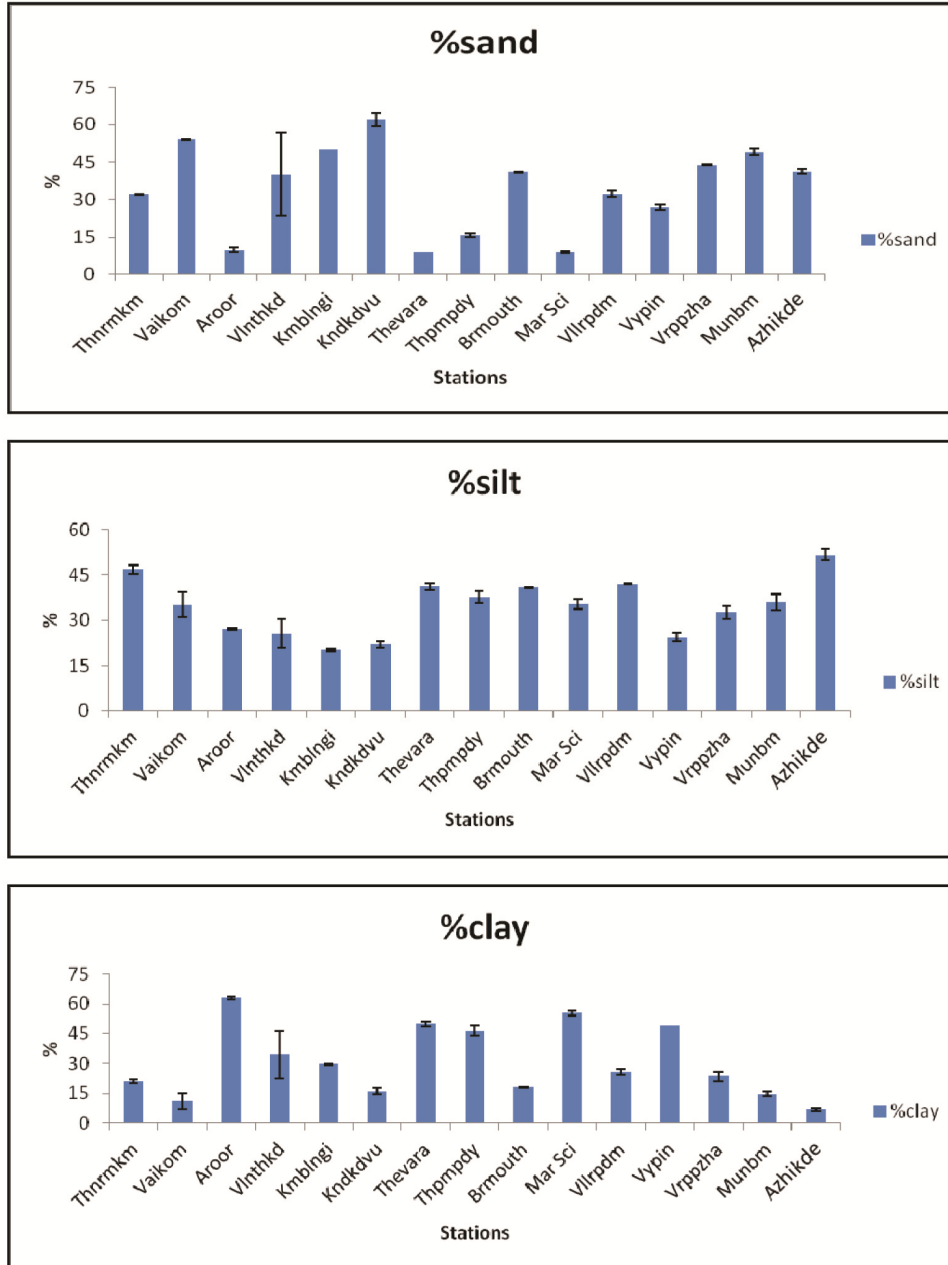 %sand
75
60
45
30
15
0
%
Thnrmkm
Vaikom
Aroor
Vlnthkd
Kmblngi
Kndkdvu
Thevara
Thpmpdy
Brmouth
Mar Sci
Vllrpdm
Vypin
Vrppzha
Munbm
Azhikde
Stations
%sand
%silt
60
45
30
15
0
%
Thnrmkm
Vaikom
Aroor
Vlnthkd
Kmblngi
Kndkdvu
Thevara
Thpmpdy
Brmouth
Mar Sci
Vllrpdm
Vypin
Vrppzha
Munbm
Azhikde
Stations
%silt
%clay
75
60
45
30
15
0
%
Thnrmkm
Vaikom
Aroor
Vlnthkd
Kmblngi
Kndkdvu
Thevara
Thpmpdy
Brmouth
Mar Sci
Vllrpdm
Vypin
Vrppzha
Munbm
Azhikde
Stations
%clay